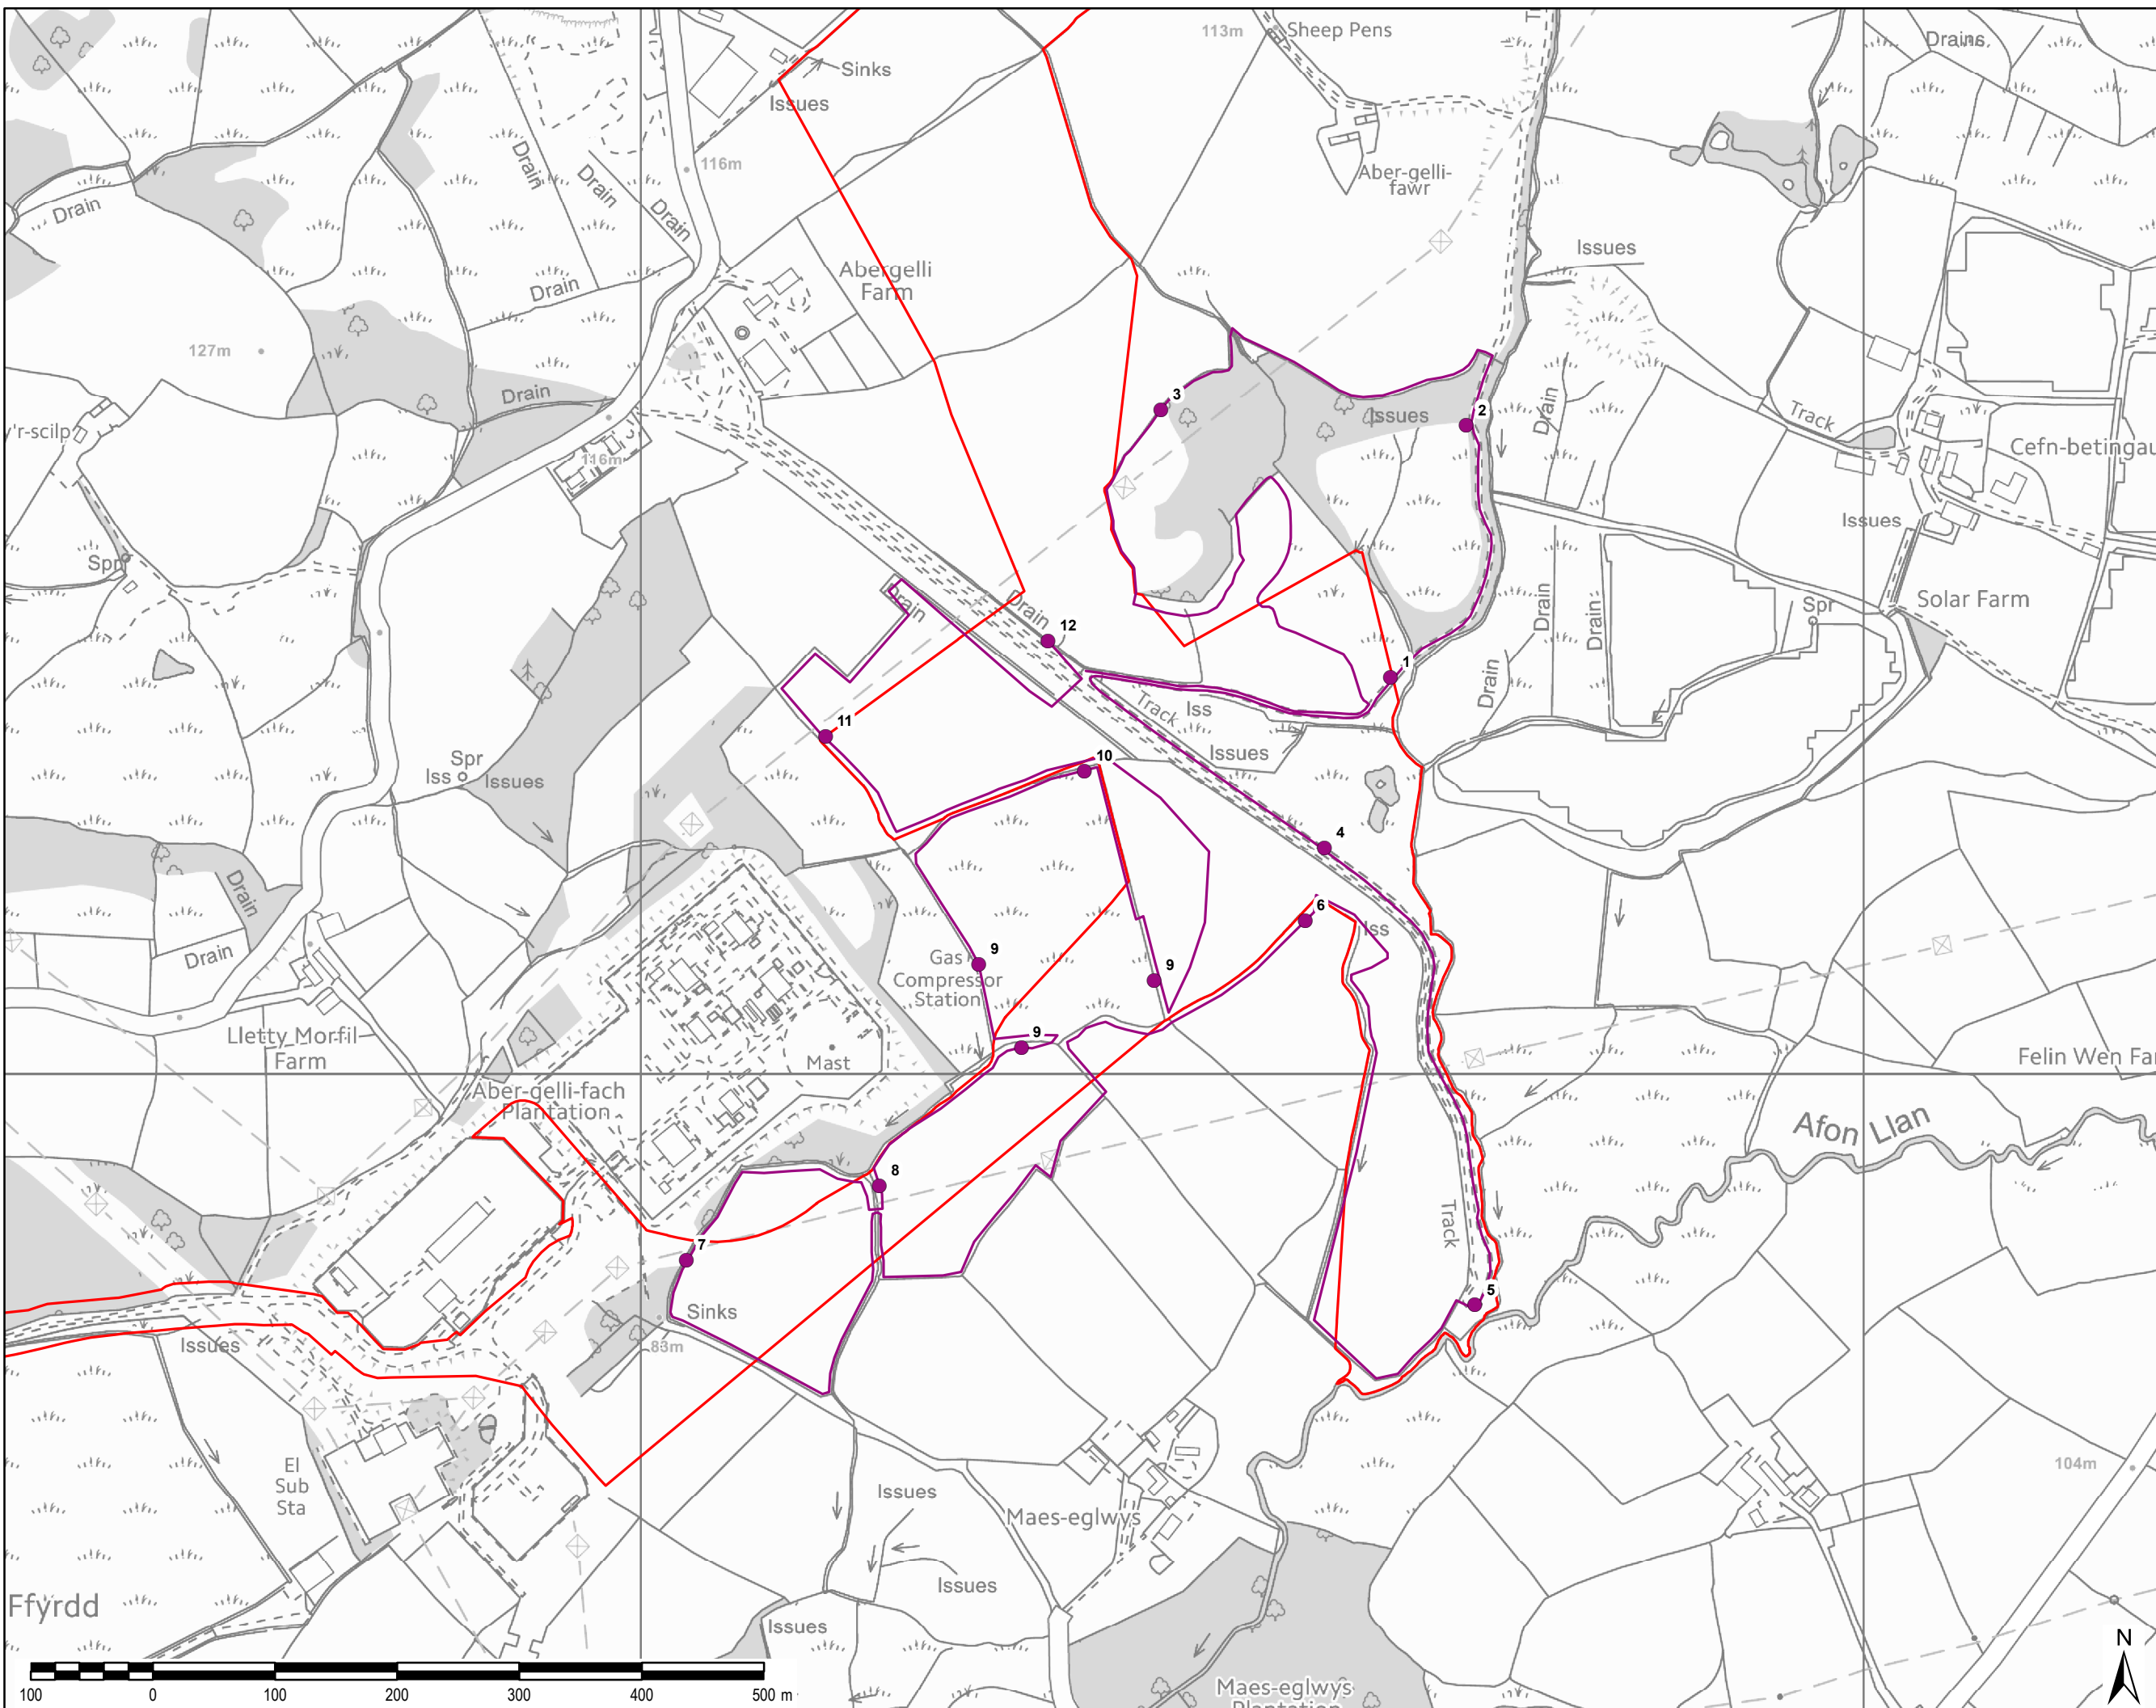 113m
Sheep Pens
Drains
Sinks
Issues
Drain
Drain
116m
Drain
Drain
Aber-gelli-
fawr
Issues
Abergelli
Farm
Drain
127m
Drain
3
2
Issues
Drain
Track
y'r-scilp
116m
Cefn-betingau
Issues
Spr
Drain
Drain
12
Drain
Drain
Spr
Solar Farm
1
Drain
11
Track
Iss
Issues
10
Spr
Iss
Issues
4
Drain
6
Iss
Drain
9
9
Gas
Compressor
Station
9
Lletty Morfil
Farm
Mast
Felin Wen Fa
Aber-gelli-fach
Plantation
Afon Llan
8
Track
7
5
Sinks
Issues
83m
El
Sub
Sta
104m
Issues
Maes-eglwys
Issues
Ffyrdd
Issues
N
Maes-eglwys
Plantation
100 0 100 200 300 400 500 m